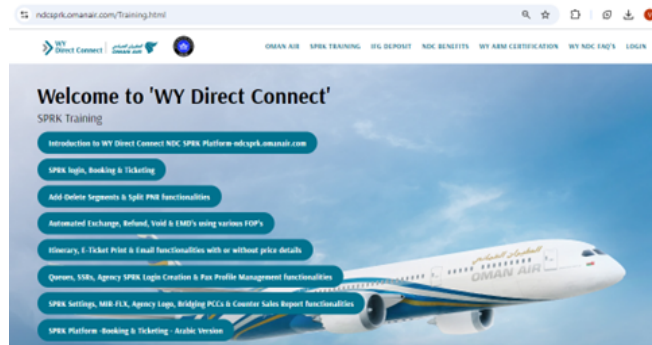 ndcsprk.omanair.com/Training.html
WY
Direct Connect
OMAN AIR
OMAN AIR SPRK TRAINING IFG DEPOSIT NDC BENEFITS WY ARM CERTIFICATION WY NDC FAQ'S LOGIN
Welcome to 'WY Direct Connect'
SPRK Training
Introduction to WY Direct Connect NDC SPRK Platform-ndcsprk.omanair.com
SPRK login, Booking & Ticketing
Add-Delete Segments & Split PNR functionalities
Automated Exchange, Refund, Void & EMD's using various FOP's
Itinerary, E-Ticket Print & Email functionalities with or without price details
Queues, SSRs, Agency SPRK Login Creation & Pax Profile Management functionalities
SPRK Settings, MIR-FLX, Agency Logo, Bridging PCCs & Counter Sales Report functionalities
SPRK Platform -Booking & Ticketing - Arabic Version
OMAN AIR